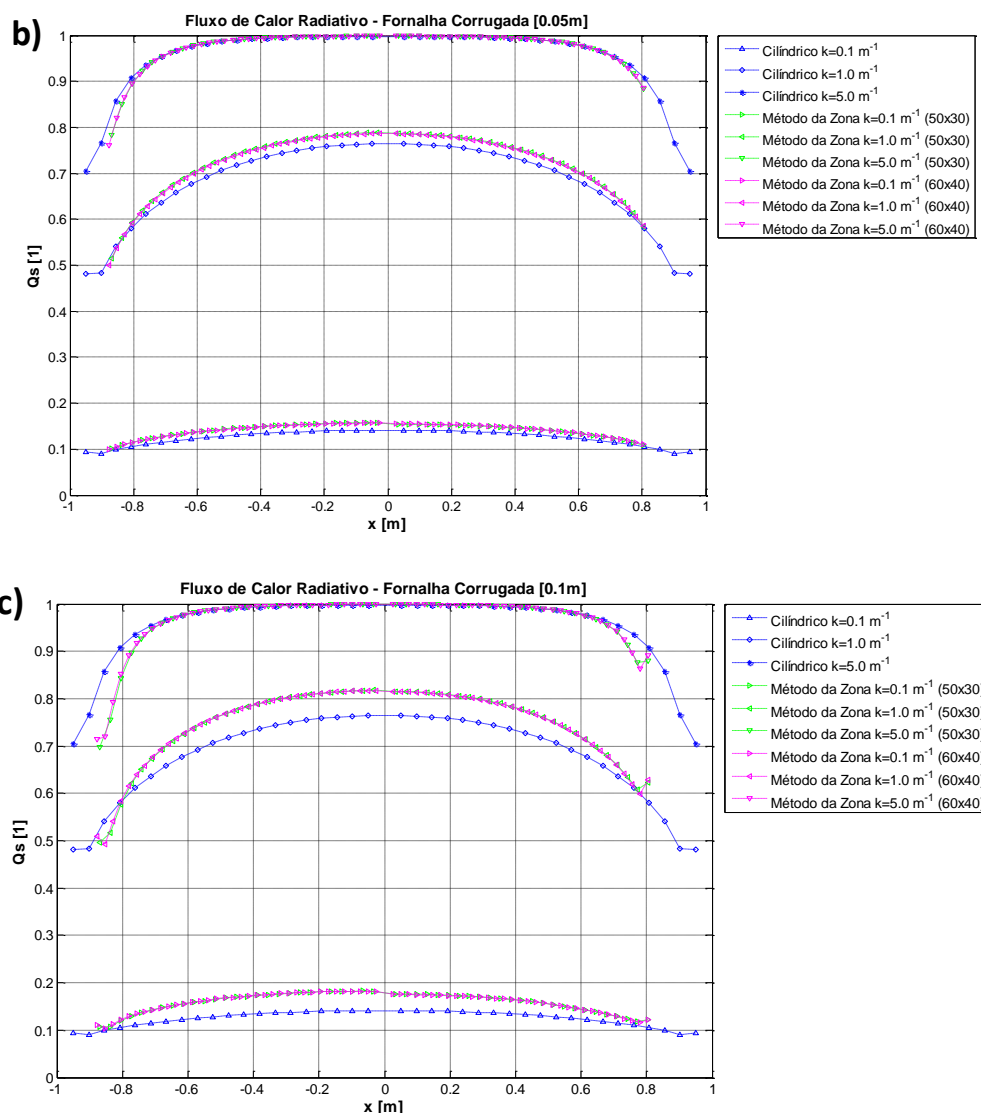 b)
Fluxo de Calor Radiativo - Fornalha Corrugada [0.05m]
1
0.9
0.8
0.7
0.6
0.5
0.4
0.3
0.2
0.1
0
Qs [1]
-1 -0.8 -0.6 -0.4 -0.2 0 0.2 0.4 0.6 0.8 1
x [m]
Cilíndrico k=0.1 m⁻¹
Cilíndrico k=1.0 m⁻¹
Cilíndrico k=5.0 m⁻¹
Método da Zona k=0.1 m⁻¹ (50x30)
Método da Zona k=1.0 m⁻¹ (50x30)
Método da Zona k=5.0 m⁻¹ (50x30)
Método da Zona k=0.1 m⁻¹ (60x40)
Método da Zona k=1.0 m⁻¹ (60x40)
Método da Zona k=5.0 m⁻¹ (60x40)
c)
Fluxo de Calor Radiativo - Fornalha Corrugada [0.1m]
1
0.9
0.8
0.7
0.6
0.5
0.4
0.3
0.2
0.1
0
Qs [1]
-1 -0.8 -0.6 -0.4 -0.2 0 0.2 0.4 0.6 0.8 1
x [m]
Cilíndrico k=0.1 m⁻¹
Cilíndrico k=1.0 m⁻¹
Cilíndrico k=5.0 m⁻¹
Método da Zona k=0.1 m⁻¹ (50x30)
Método da Zona k=1.0 m⁻¹ (50x30)
Método da Zona k=5.0 m⁻¹ (50x30)
Método da Zona k=0.1 m⁻¹ (60x40)
Método da Zona k=1.0 m⁻¹ (60x40)
Método da Zona k=5.0 m⁻¹ (60x40)